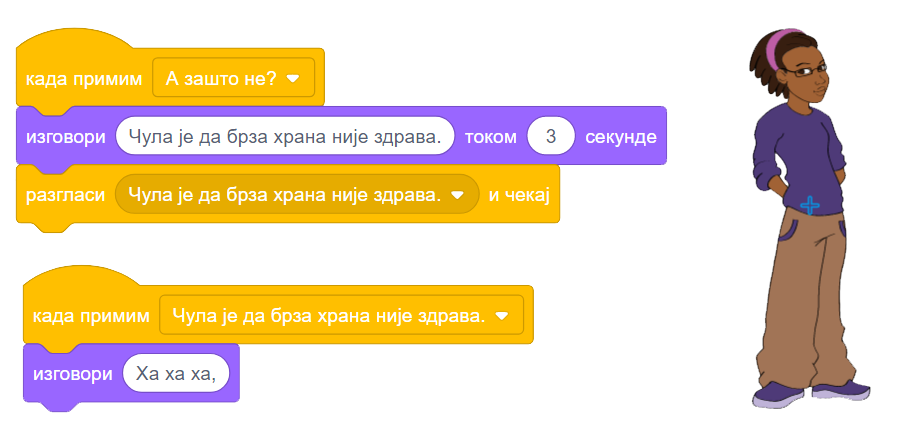 када примим А зашто не?
изговори Чула је да брза храна није здрава. током 3 секунде
разгласи Чула је да брза храна није здрава. и чекај
када примим Чула је да брза храна није здрава.
изговори Ха ха ха,